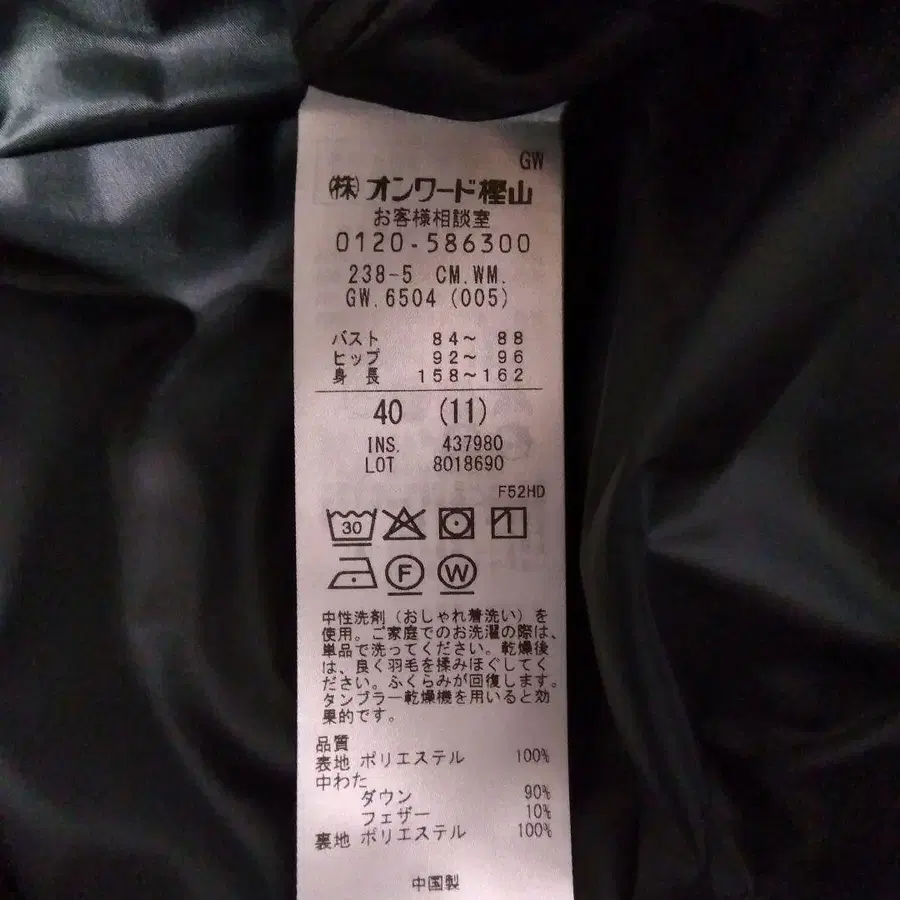 GW
㈱オンワード樫山
お客様相談室
0120-586300
238-5 CM.WM.
GW.6504 (005)
バスト 84～ 88
ヒップ 92～ 96
身 長 158～162
40 (11)
INS. 437980
LOT 8018690
F52HD
30
F W
中性洗剤（おしゃれ着洗い）を
使用。ご家庭でのお洗濯の際は、
単品で洗ってください。乾燥後
は、良く羽毛を揉みほぐしてく
ださい。ふくらみが回復します。
タンブラー乾燥機を用いると効
果的です。
品質
表地 ポリエステル 100%
中わた
ダウン 90%
フェザー 10%
裏地 ポリエステル 100%
中国製